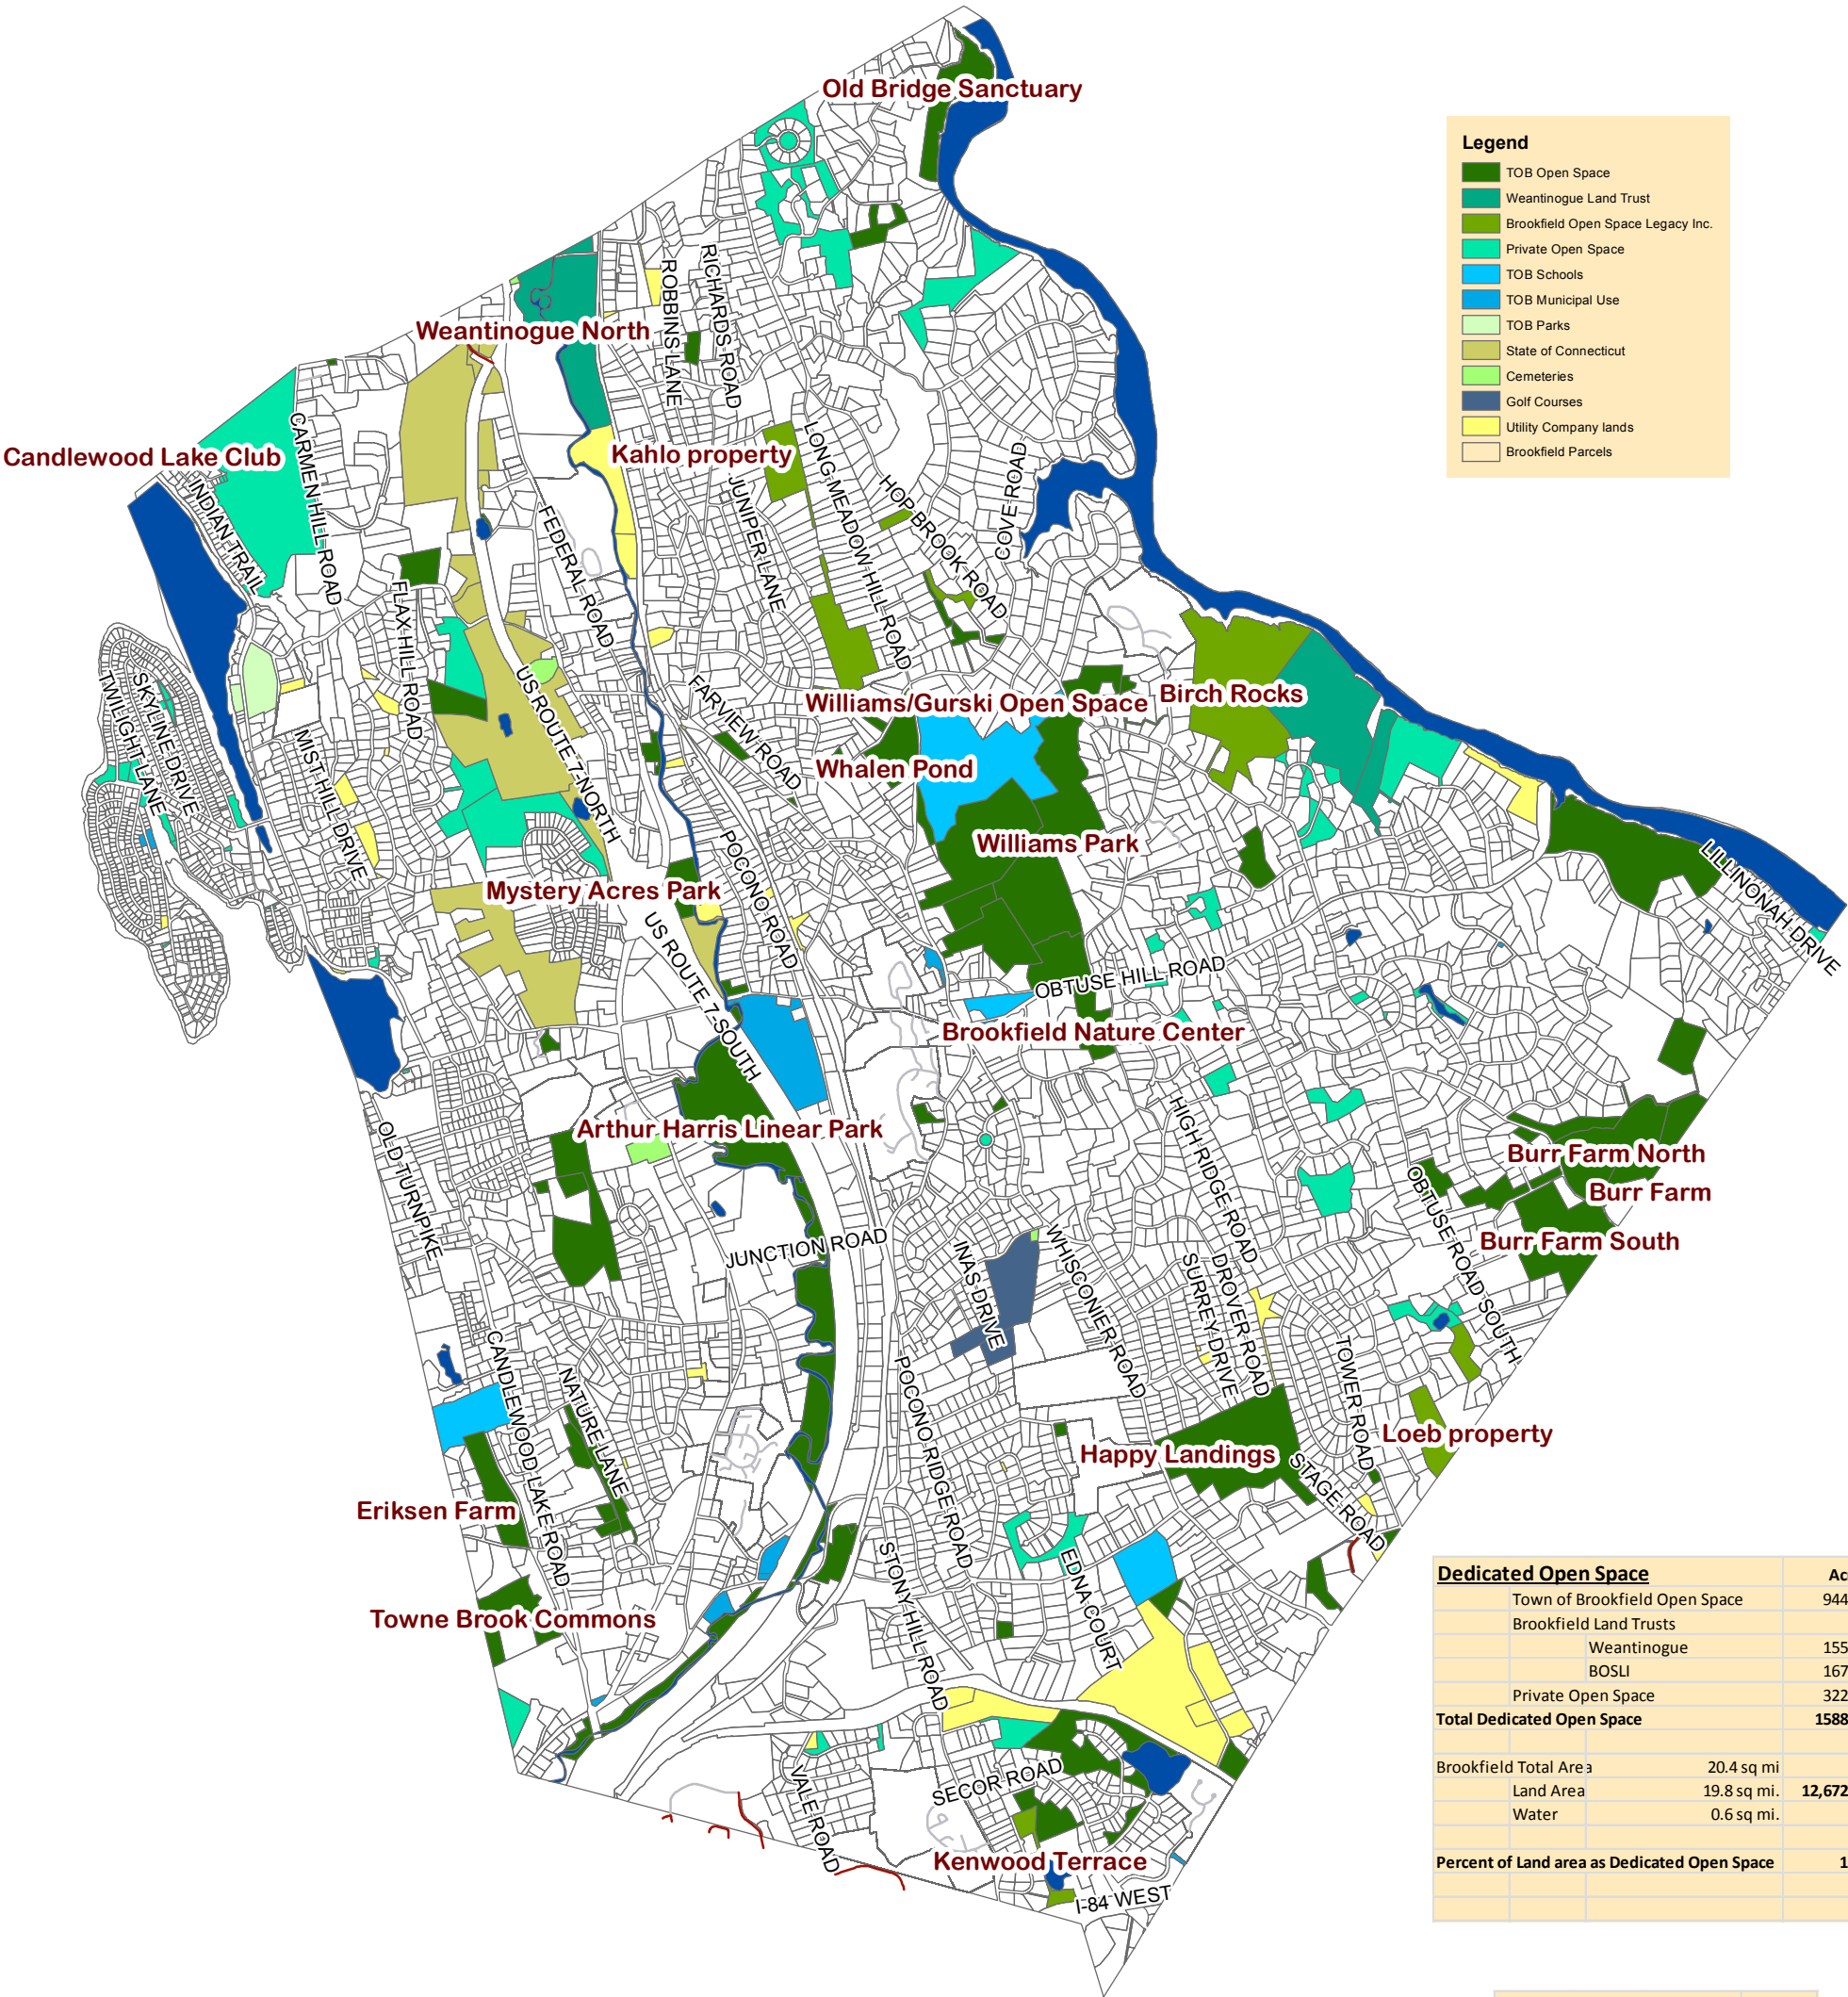 Old Bridge Sanctuary
Legend
TOB Open Space
Weantinogue Land Trust
Brookfield Open Space Legacy Inc.
Private Open Space
TOB Schools
TOB Municipal Use
TOB Parks
State of Connecticut
Cemeteries
Golf Courses
Utility Company lands
Brookfield Parcels
ROBBINS LANE
RICHARDS ROAD
Weantinogue North
Candlewood Lake Club
CARMEN HILL ROAD
INDIAN TRAIL
Kahlo property
JUNIPER LANE
LONG MEADOW HILL ROAD
HOP BROOK ROAD
COVE ROAD
FEDERAL ROAD
FLAX HILL ROAD
US ROUTE 7 NORTH
TWILIGHT LANE
SKYLINE DRIVE
MIST HILL DRIVE
FARVIEW ROAD
Williams/Gurski Open Space
Birch Rocks
Whalen Pond
Williams Park
POCONO ROAD
Mystery Acres Park
US ROUTE 7 SOUTH
LILLINONAH DRIVE
OBTUSE HILL ROAD
Brookfield Nature Center
Arthur Harris Linear Park
OLD TURNPIKE
HIGH RIDGE ROAD
Burr Farm North
Burr Farm
Burr Farm South
OBTUSE ROAD SOUTH
JUNCTION ROAD
INAS DRIVE
WHISCONIER ROAD
SURREY DRIVE
DROVER ROAD
TOWER ROAD
CANDLEWOOD LAKE ROAD
NATURE LANE
POCONO RIDGE ROAD
Loeb property
Happy Landings
STAGE ROAD
Eriksen Farm
Towne Brook Commons
STONY HILL ROAD
EDNA COURT
Dedicated Open Space
Town of Brookfield Open Space 944
Brookfield Land Trusts
Weantinogue 155
BOSLI 167
Private Open Space 322
Total Dedicated Open Space 1588
Brookfield Total Area 20.4 sq mi
Land Area 19.8 sq mi. 12,672
Water 0.6 sq mi.
Percent of Land area as Dedicated Open Space
VALE ROAD
SECOR ROAD
Kenwood Terrace
I-84 WEST